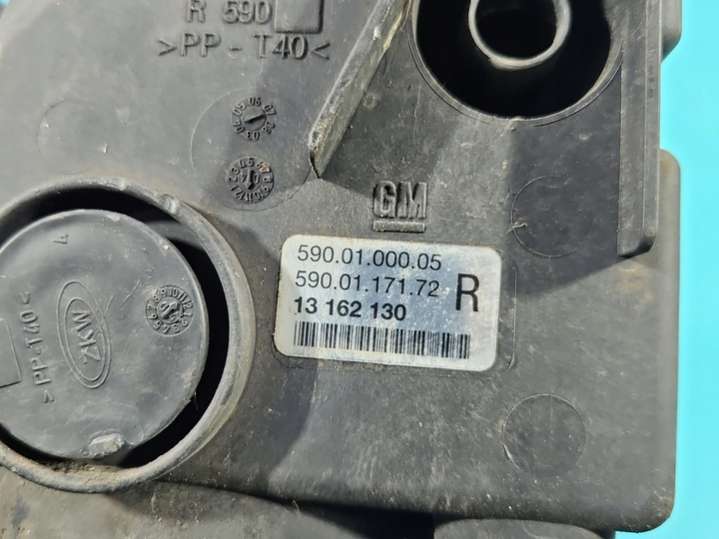 R 590
>PP-T40<
GM
590.01.000.05
590.01.171.72 R
13 162 130
ZKW
>PP-T40<